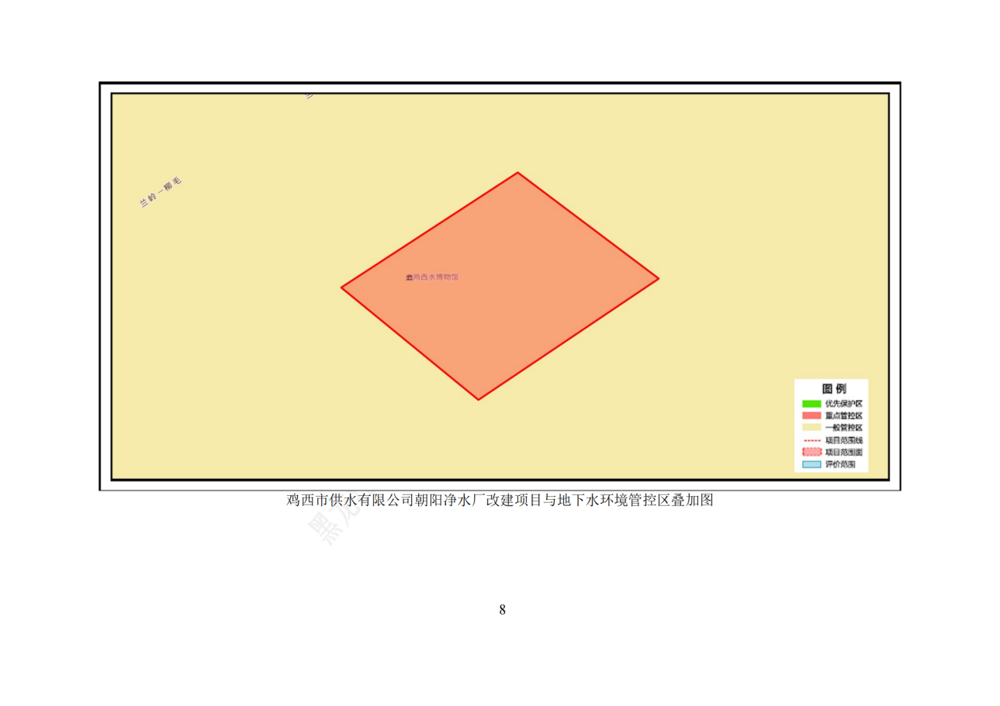 兰岭一柳毛
鸡西水博物馆
图例
优先保护区
重点管控区
一般管控区
项目范围线
项目范围面
评价范围
鸡西市供水有限公司朝阳净水厂改建项目与地下水环境管控区叠加图
黑龙
8